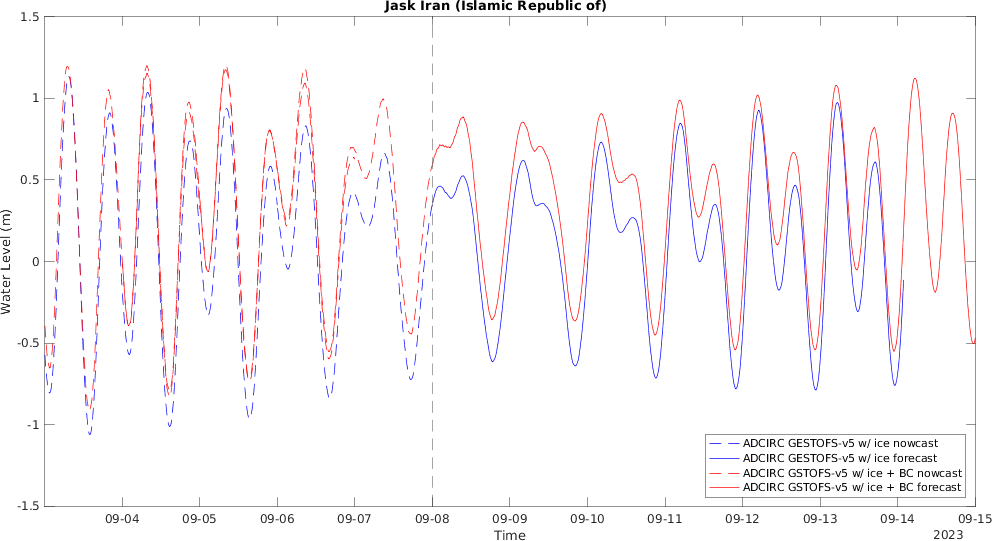 Jask Iran (Islamic Republic of)
1.5
1
0.5
0
-0.5
-1
-1.5
Water Level (m)
ADCIRC GESTOFS-v5 w/ ice nowcast
ADCIRC GESTOFS-v5 w/ ice forecast
ADCIRC GSTOFS-v5 w/ ice + BC nowcast
ADCIRC GSTOFS-v5 w/ ice + BC forecast
09-04 09-05 09-06 09-07 09-08 09-09 09-10 09-11 09-12 09-13 09-14 09-15
Time
2023